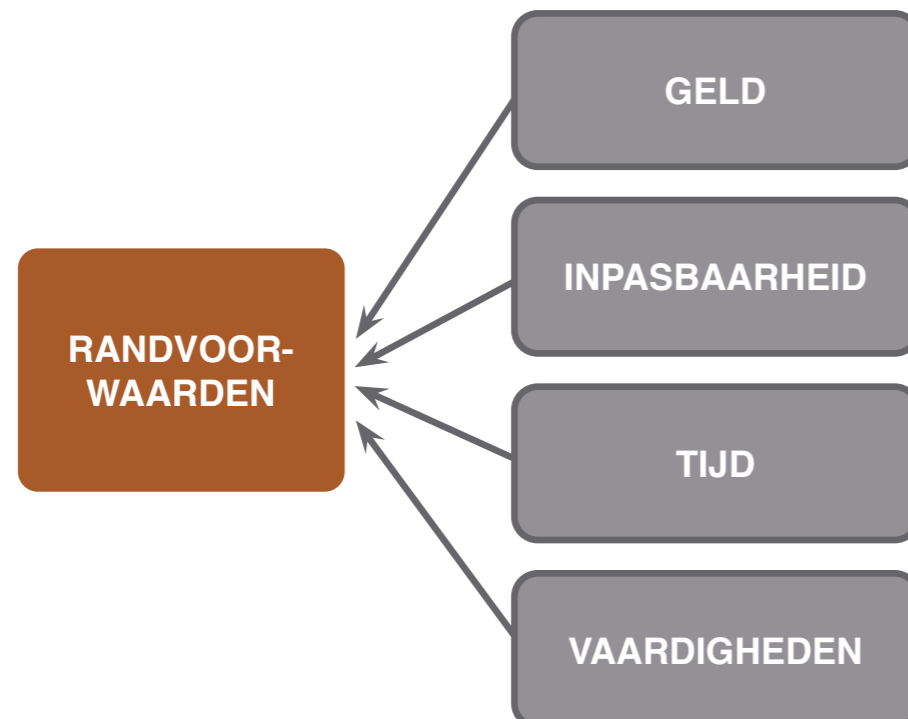 GELD
INPASBAARHEID
RANDVOOR-
WAARDEN
TIJD
VAARDIGHEDEN